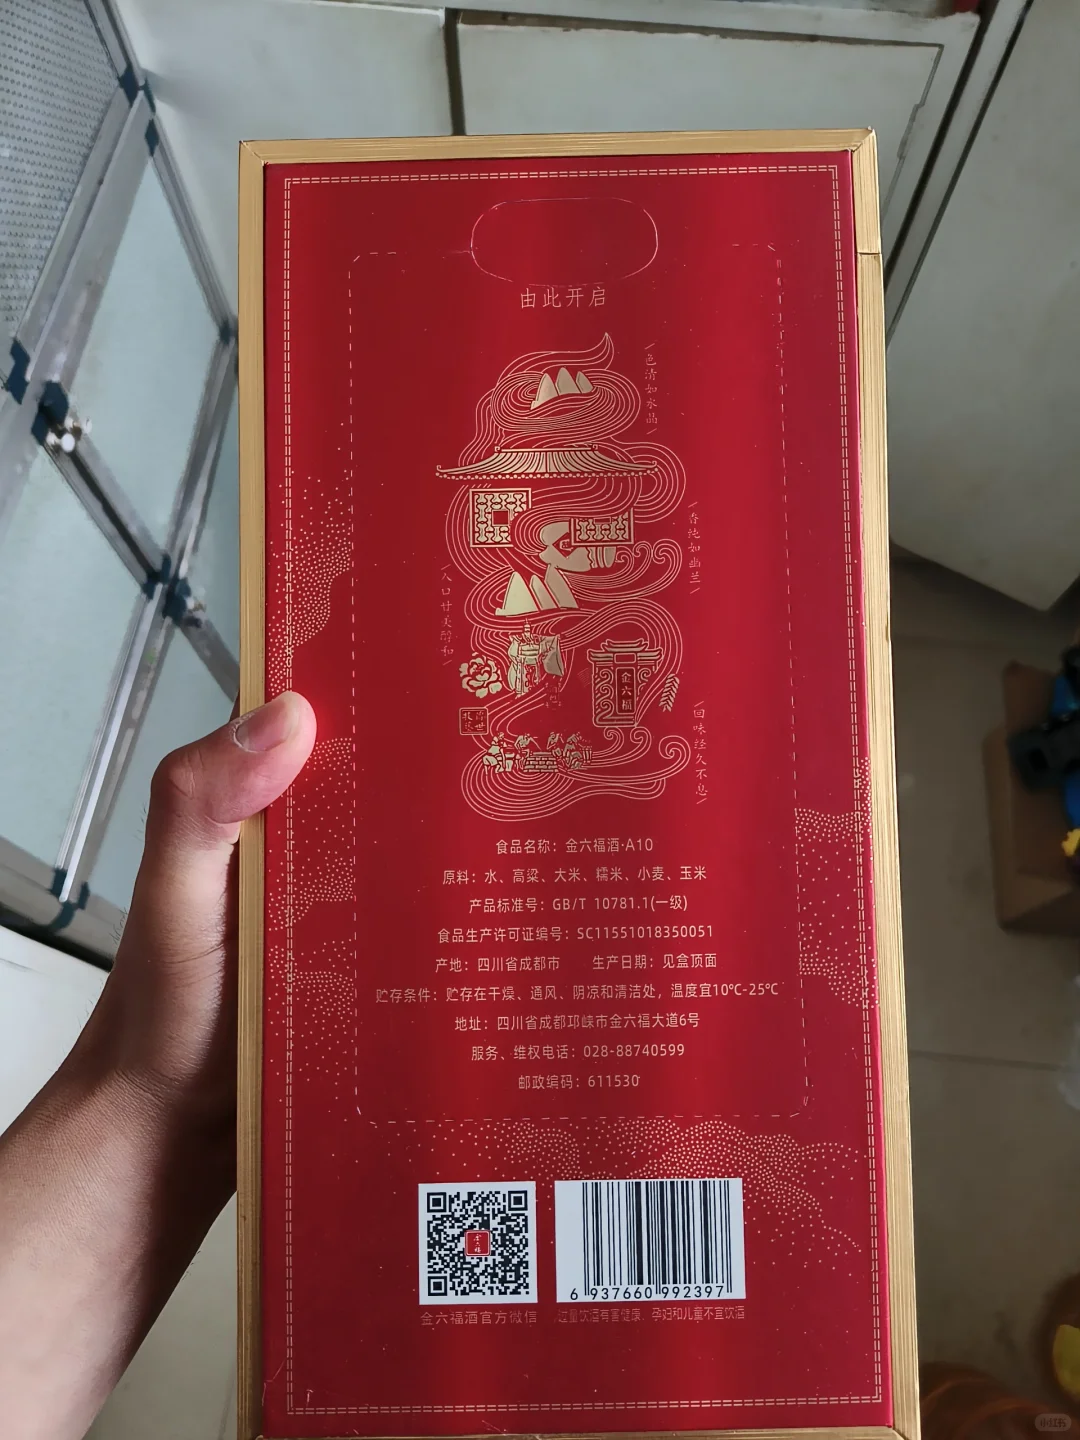 由此开启
色清如水晶
香纯如幽兰
入口甘美醇和
金六福
回味经久不息
食品名称：金六福酒·A10
原料：水、高粱、大米、糯米、小麦、玉米
产品标准号：GB/T 10781.1(一级)
食品生产许可证编号：SC11551018350051
产地：四川省成都市 生产日期：见盒顶面
贮存条件：贮存在干燥、通风、阴凉和清洁处，温度宜10℃-25℃
地址：四川省成都邛崃市金六福大道6号
服务、维权电话：028-88740599
邮政编码：611530
6 937660 992397
金六福酒官方微信
过量饮酒有害健康、孕妇和儿童不宜饮酒
小红书